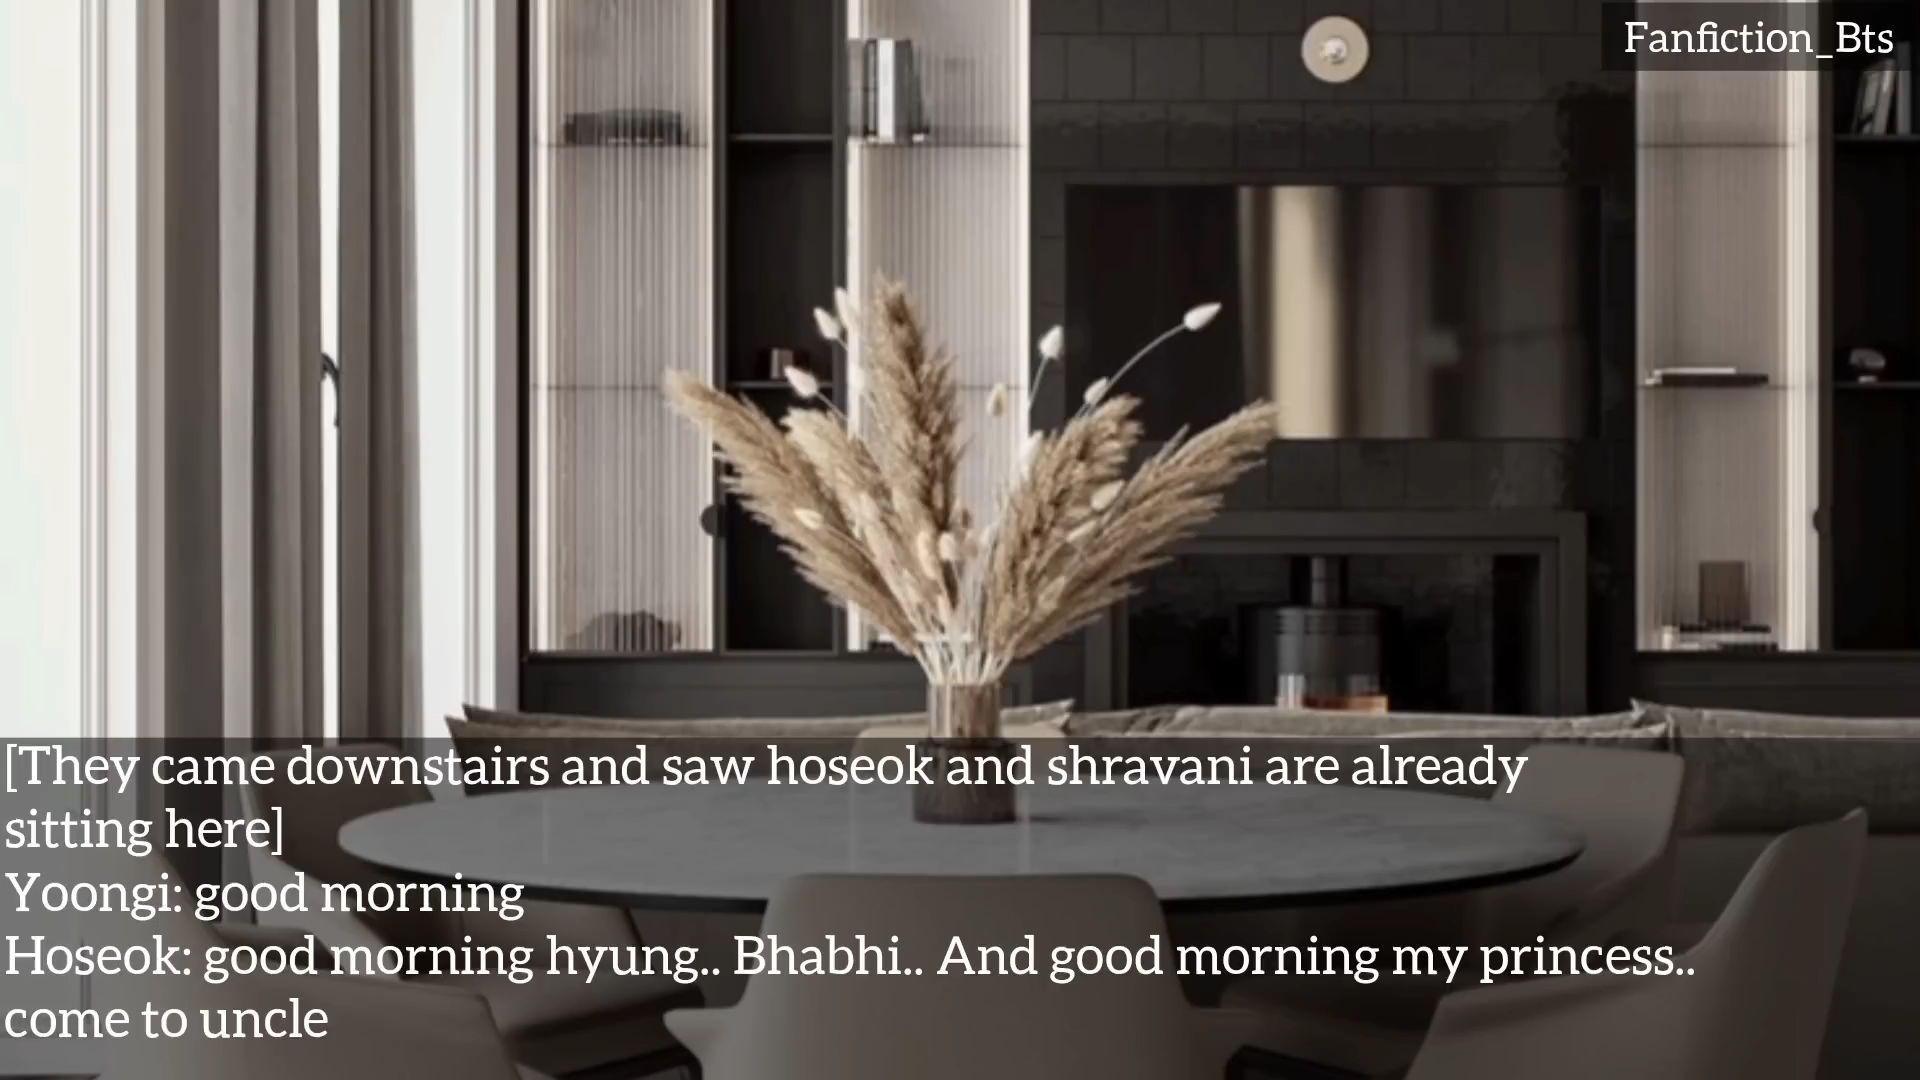 Fanfiction_Bts
[They came downstairs and saw hoseok and shravani are already
sitting here]
Yoongi: good morning
Hoseok: good morning hyung.. Bhabhi.. And good morning my princess..
come to uncle